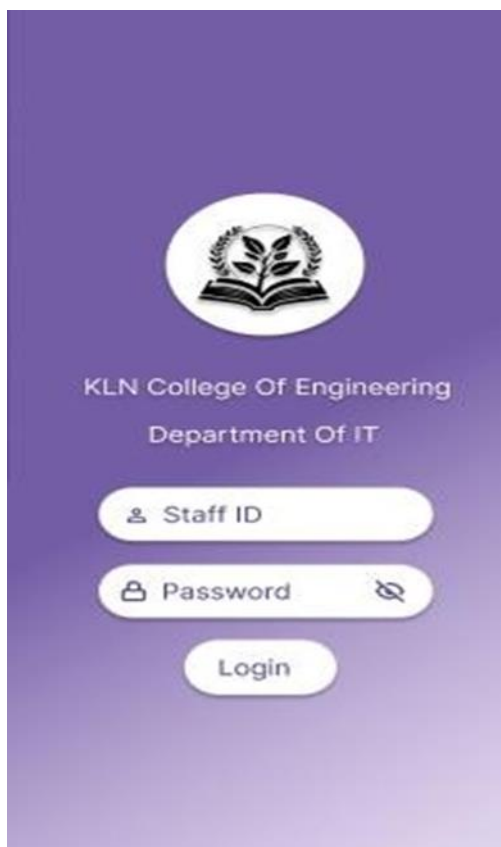 KLN College Of Engineering
Department Of IT
Staff ID
Password
Login